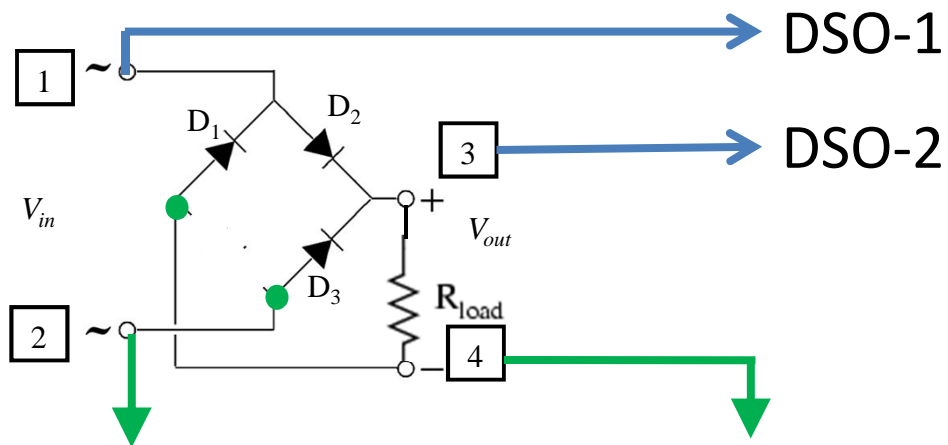 DSO-1
1 ~
D1
D2
3
DSO-2
+
Vin
Vout
D3
Rload
2 ~
– 4